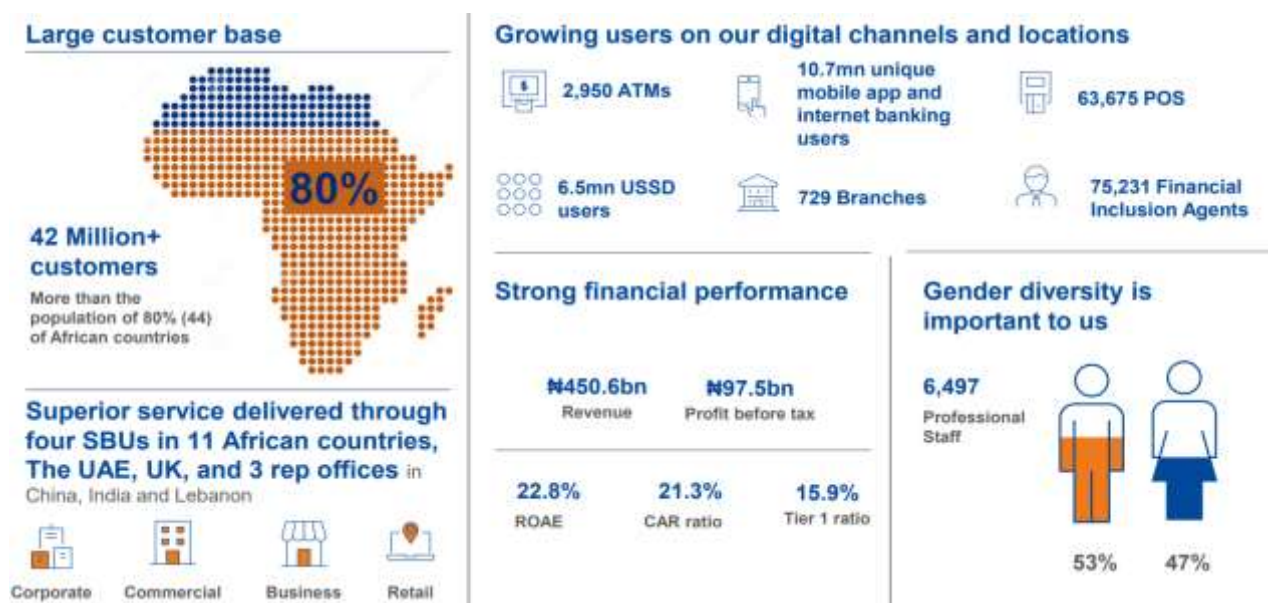 Large customer base
80%
42 Million+
customers
More than the
population of 80% (44)
of African countries
Superior service delivered through
four SBUs in 11 African countries,
The UAE, UK, and 3 rep offices in
China, India and Lebanon
Corporate
Commercial
Business
Retail
Growing users on our digital channels and locations
$
2,950 ATMs
10.7mn unique
mobile app and
internet banking
users
63,675 POS
6.5mn USSD
users
729 Branches
75,231 Financial
Inclusion Agents
Strong financial performance
₦450.6bn
Revenue
₦97.5bn
Profit before tax
22.8%
ROAE
21.3%
CAR ratio
15.9%
Tier 1 ratio
Gender diversity is
important to us
6,497
Professional
Staff
53%
47%